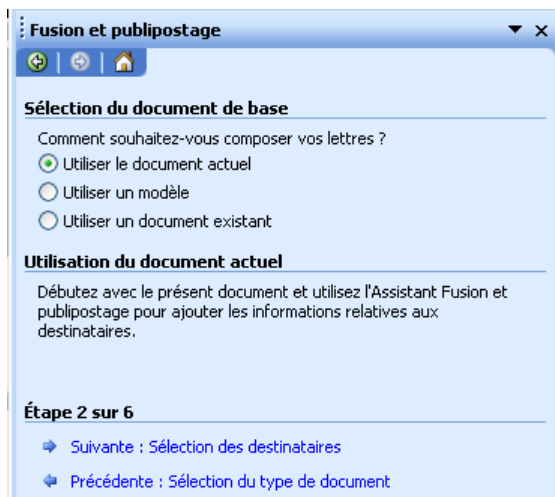 Fusion et publipostage
Sélection du document de base
Comment souhaitez-vous composer vos lettres ?
Utiliser le document actuel
Utiliser un modèle
Utiliser un document existant
Utilisation du document actuel
Débutez avec le présent document et utilisez l'Assistant Fusion et
publipostage pour ajouter les informations relatives aux
destinataires.
Étape 2 sur 6
Suivante : Sélection des destinataires
Précédente : Sélection du type de document